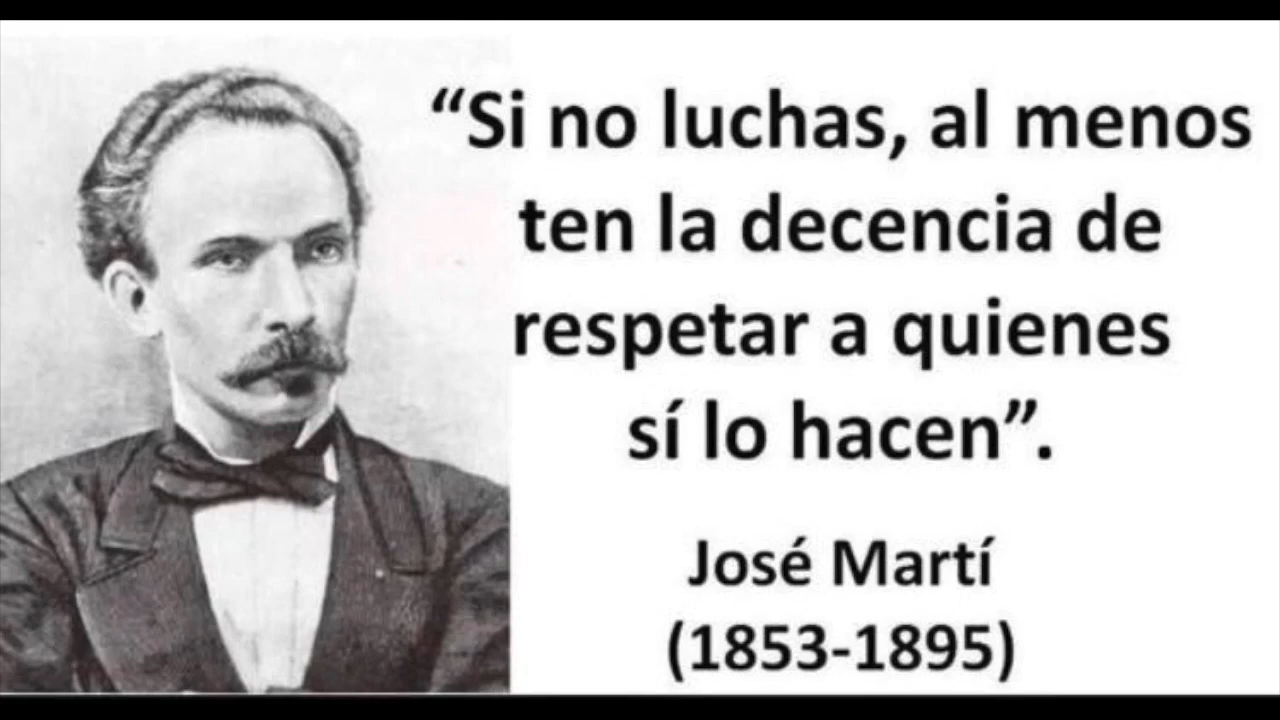 “Si no luchas, al menos
ten la decencia de
respetar a quienes
sí lo hacen”.
José Martí
(1853-1895)